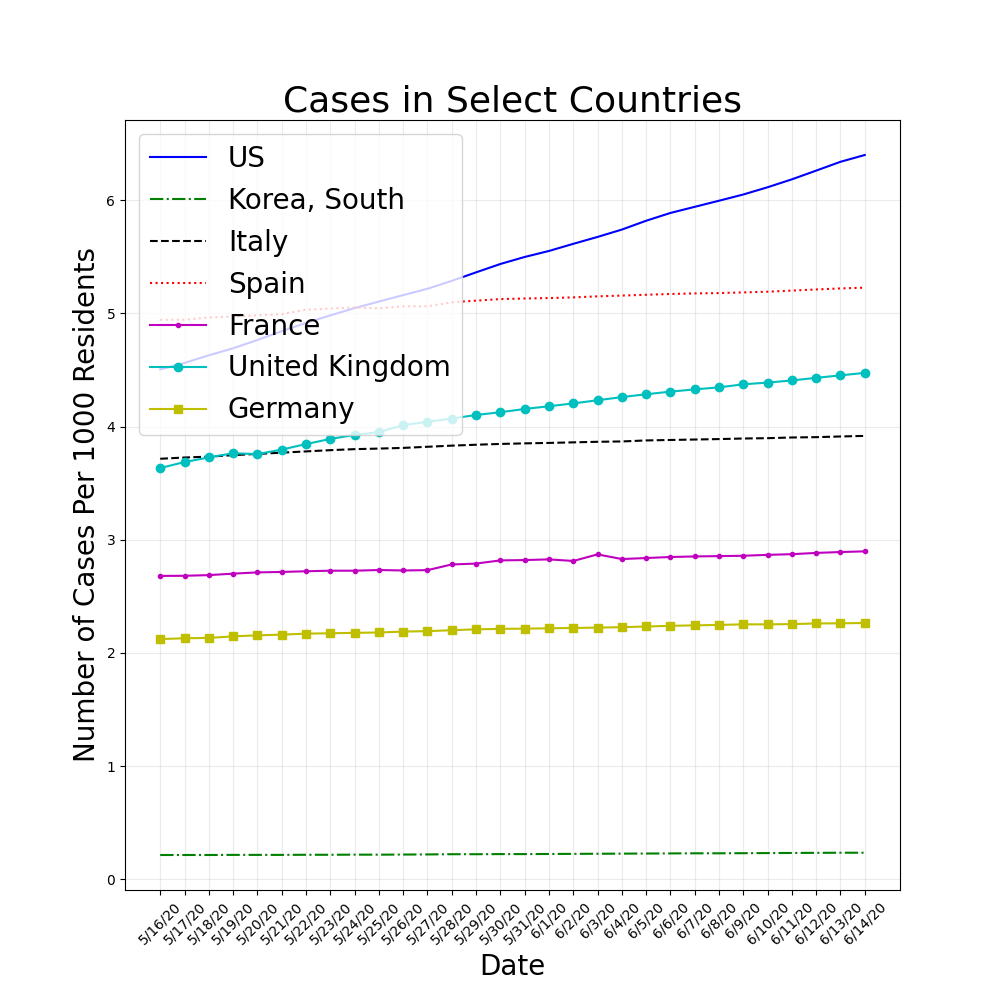 Cases in Select Countries
US
Korea, South
Italy
Spain
France
United Kingdom
Germany
Number of Cases Per 1000 Residents
6
5
4
3
2
1
0
5/16/20 5/17/20 5/18/20 5/19/20 5/20/20 5/21/20 5/22/20 5/23/20 5/24/20 5/25/20 5/26/20 5/27/20 5/28/20 5/29/20 5/30/20 5/31/20 6/1/20 6/2/20 6/3/20 6/4/20 6/5/20 6/6/20 6/7/20 6/8/20 6/9/20 6/10/20 6/11/20 6/12/20 6/13/20 6/14/20
Date